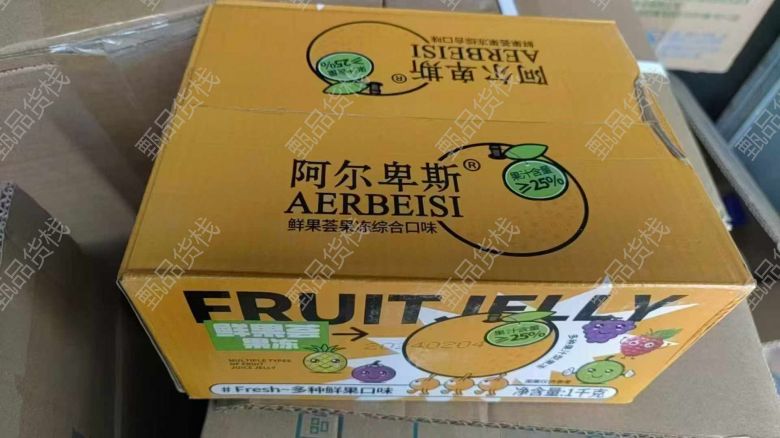 阿尔卑斯®
AERBEISI
鲜果荟果冻综合口味
果汁含量
≥25%
阿尔卑斯®
AERBEISI
鲜果荟果冻综合口味
果汁含量
≥25%
FRUIT JELLY
鲜果荟
果冻
果汁含量
≥25%
MULTIPLE TYPES
OF FRUIT
JUICE JELLY
#Fresh~多种鲜果口味
净含量:1千克
甄品货栈